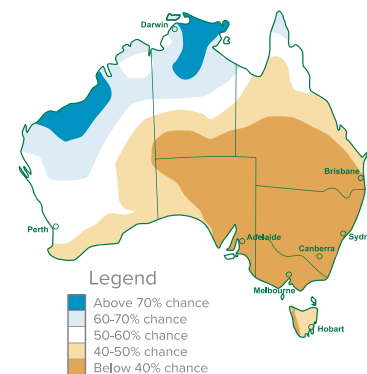 Darwin
Brisbane
Perth
Adelaide
Sydr
Canberra
Melbourne
Hobart
Legend
Above 70% chance
60-70% chance
50-60% chance
40-50% chance
Below 40% chance